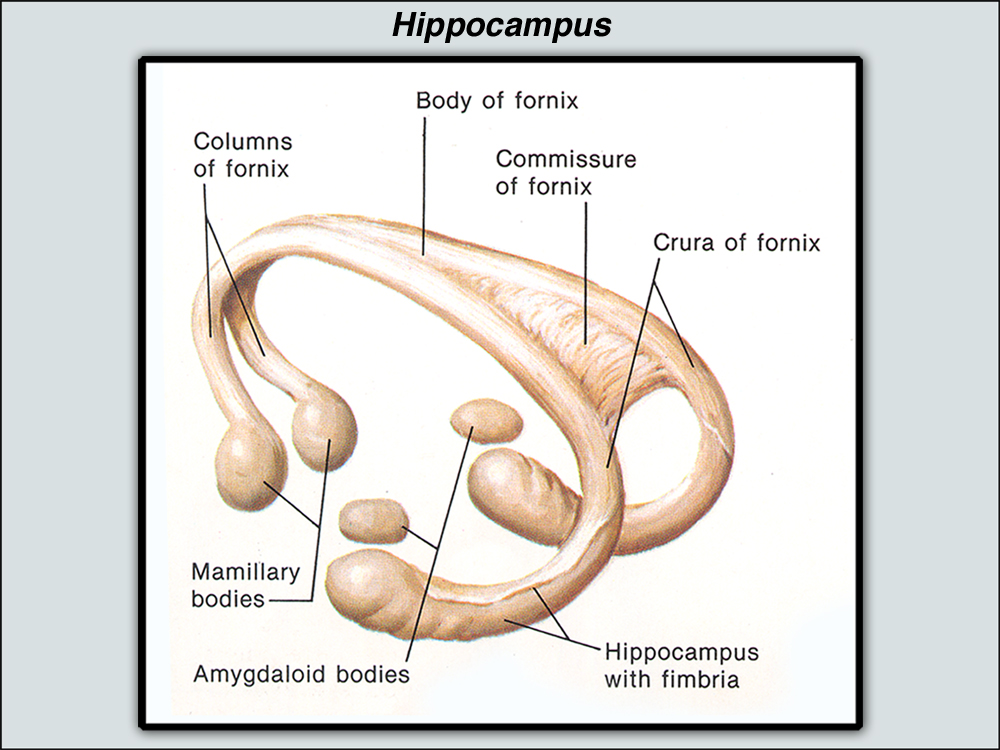 Hippocampus
Body of fornix
Columns
of fornix
Commissure
of fornix
Crura of fornix
Mamillary
bodies
Amygdaloid bodies
Hippocampus
with fimbria